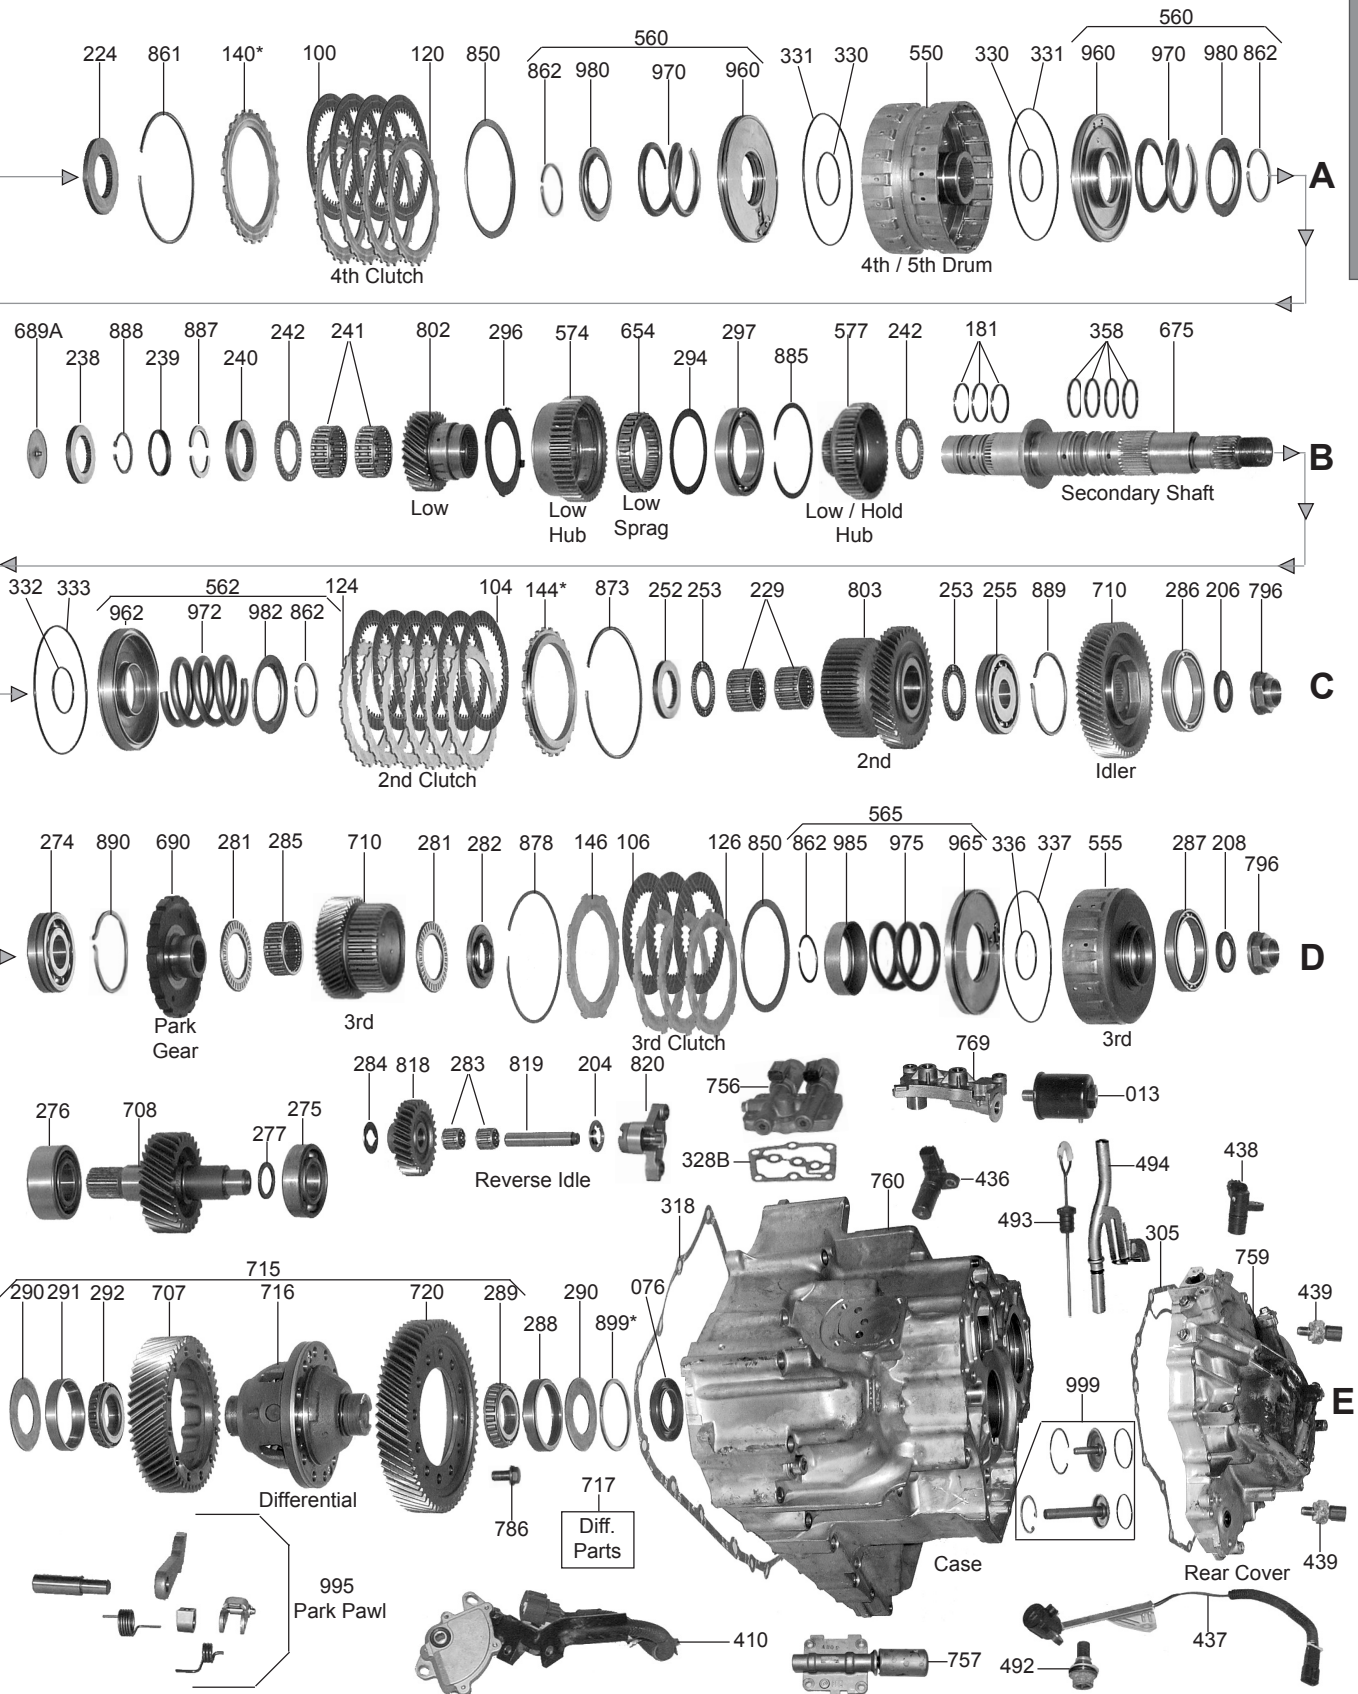 560
560
224 861 140* 100 120 850 862 980 970 960 331 330 550 330 331 960 970 980 862
A
4th Clutch
4th / 5th Drum
689A 238 888 239 887 240 242 241 802 296 574 654 294 297 885 577 242 181 358 675
B
Low
Low Hub
Low Sprag
Low / Hold Hub
Secondary Shaft
332 333 562 124 104 144* 873 252 253 229 803 253 255 889 710 286 206 796
962 972 982 862
C
2nd Clutch
2nd
Idler
565
274 890 690 281 285 710 281 282 878 146 106 126 850 862 985 975 965 336 337 555 287 208 796
D
Park Gear
3rd
3rd Clutch
3rd
284 818 283 819 204 820 756 769 013
276 708 277 275
Reverse Idle
328B 436 493 494 438
318 760 305 759
715
290 291 292 707 716 720 289 288 290 899* 076
439
999
E
Differential
786
717
Diff. Parts
Case
Rear Cover
439
995
Park Pawl
410
757
492
437